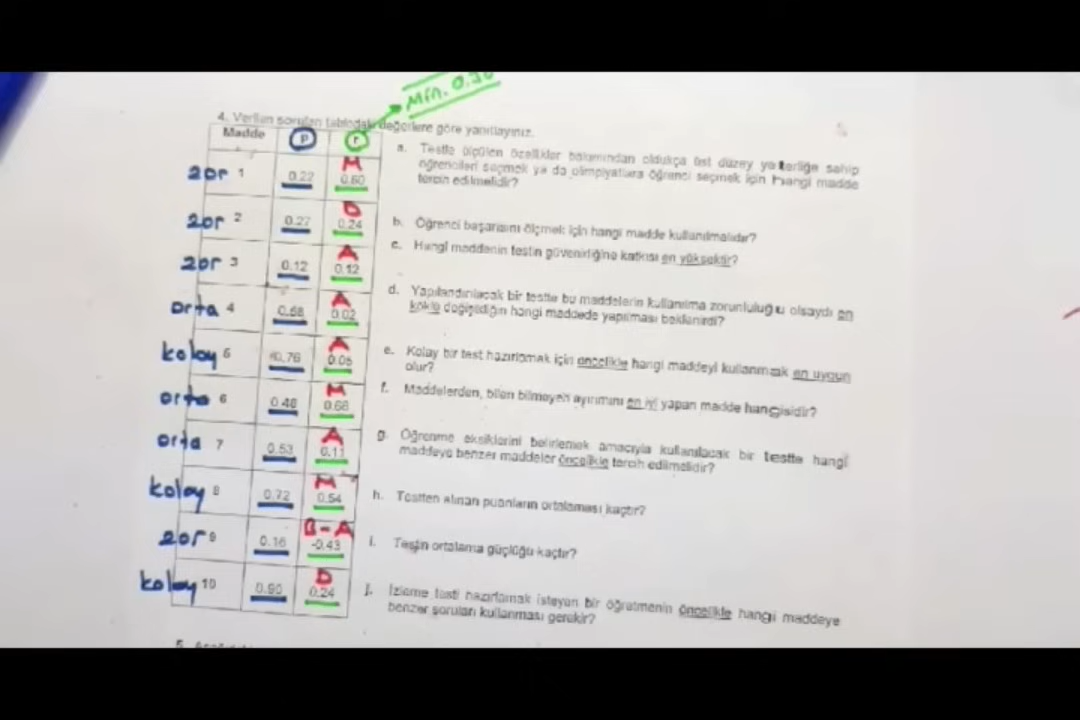 Min. 0.30
4. Verilen soruları tablodaki değerlere göre yanıtlayınız.
Madde p r
a. Testle ölçülen özellikler bakımından oldukça üst düzey yeterliğe sahip
öğrencileri seçmek ya da olimpiyatlara öğrenci seçmek için hangi madde
tercih edilmelidir?
M
zor 1 0.22 0.60
D
zor 2 0.27 0.24
b. Öğrenci başarısını ölçmek için hangi madde kullanılmalıdır?
c. Hangi maddenin testin güvenirliğine katkısı en yüksektir?
A
zor 3 0.12 0.12
d. Yapılandırılacak bir testte bu maddelerin kullanılma zorunluluğu olsaydı en
köklü değişikliğin hangi maddede yapılması beklenirdi?
A
orta 4 0.68 0.02
A
kolay 5 0.76 0.05
e. Kolay bir test hazırlamak için öncelikle hangi maddeyi kullanmak en uygun
olur?
M
orta 6 0.48 0.66
f. Maddelerden, bilen bilmeyen ayırımını en iyi yapan madde hangisidir?
A
orta 7 0.53 0.11
g. Öğrenme eksiklerini belirlemek amacıyla kullanılacak bir testte hangi
maddeye benzer maddeler öncelikle tercih edilmelidir?
M
kolay 8 0.72 0.54
h. Testten alınan puanların ortalaması kaçtır?
B-A
zor 9 0.16 -0.43
i. Testin ortalama güçlüğü kaçtır?
D
kolay 10 0.90 0.24
j. İzleme testi hazırlamak isteyen bir öğretmenin öncelikle hangi maddeye
benzer soruları kullanması gerekir?